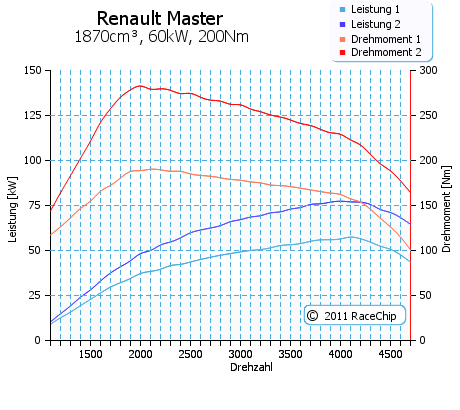 Renault Master
1870cm³, 60kW, 200Nm
Leistung 1
Leistung 2
Drehmoment 1
Drehmoment 2
150
125
100
75
50
25
0
Leistung [kW]
300
250
200
150
100
50
0
Drehmoment [Nm]
1500 2000 2500 3000 3500 4000 4500
Drehzahl
© 2011 RaceChip